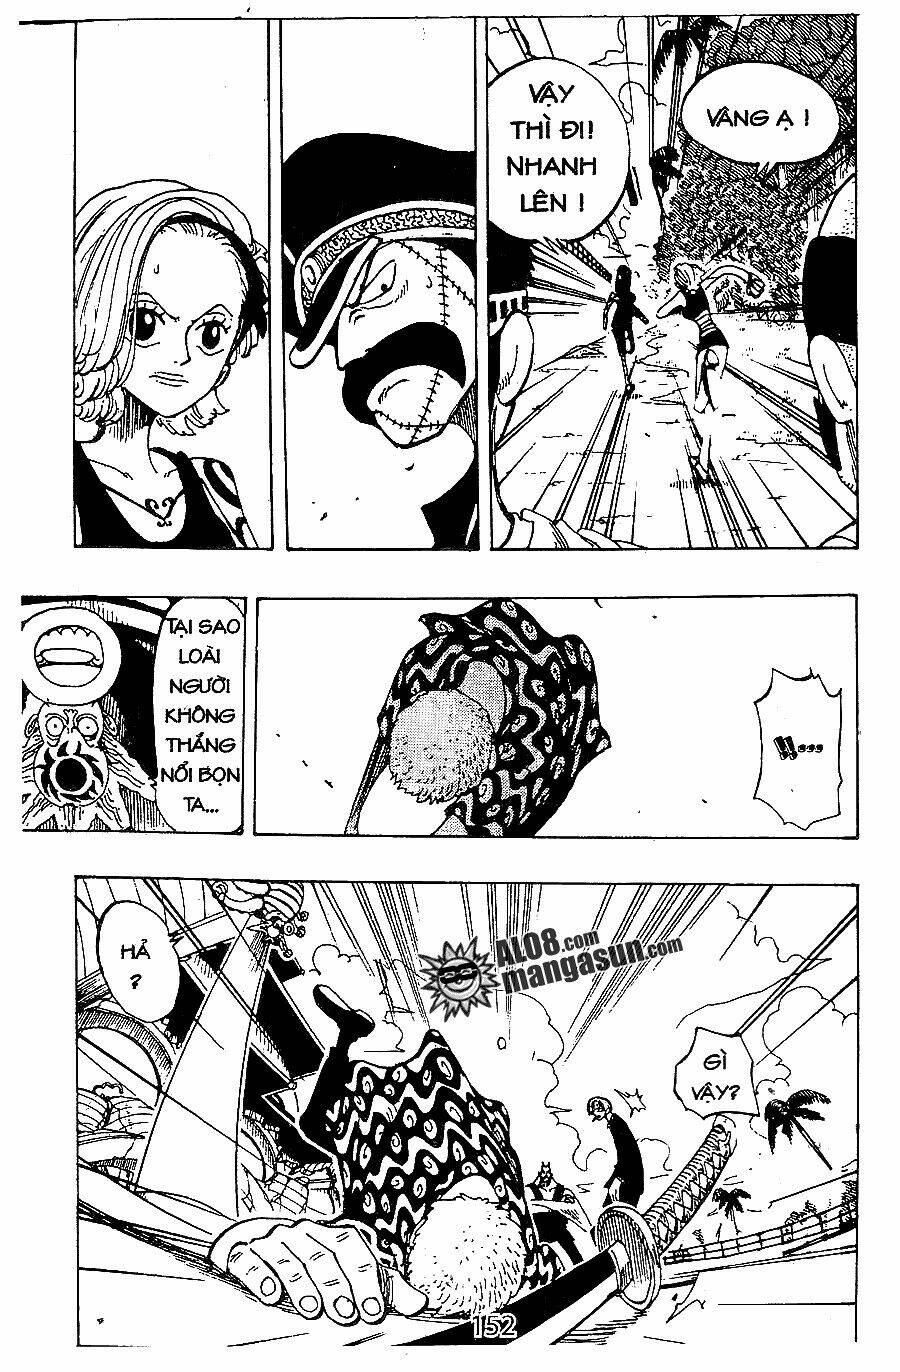 VẬY
THÌ ĐI!
NHANH
LÊN !
VÂNG Ạ !
TẠI SAO
LOÀI
NGƯỜI
KHÔNG
THẮNG
NỔI BỌN
TA...
!!...
HẢ
?
GÌ
VẬY?
ALO8.com
mangasun.com
152